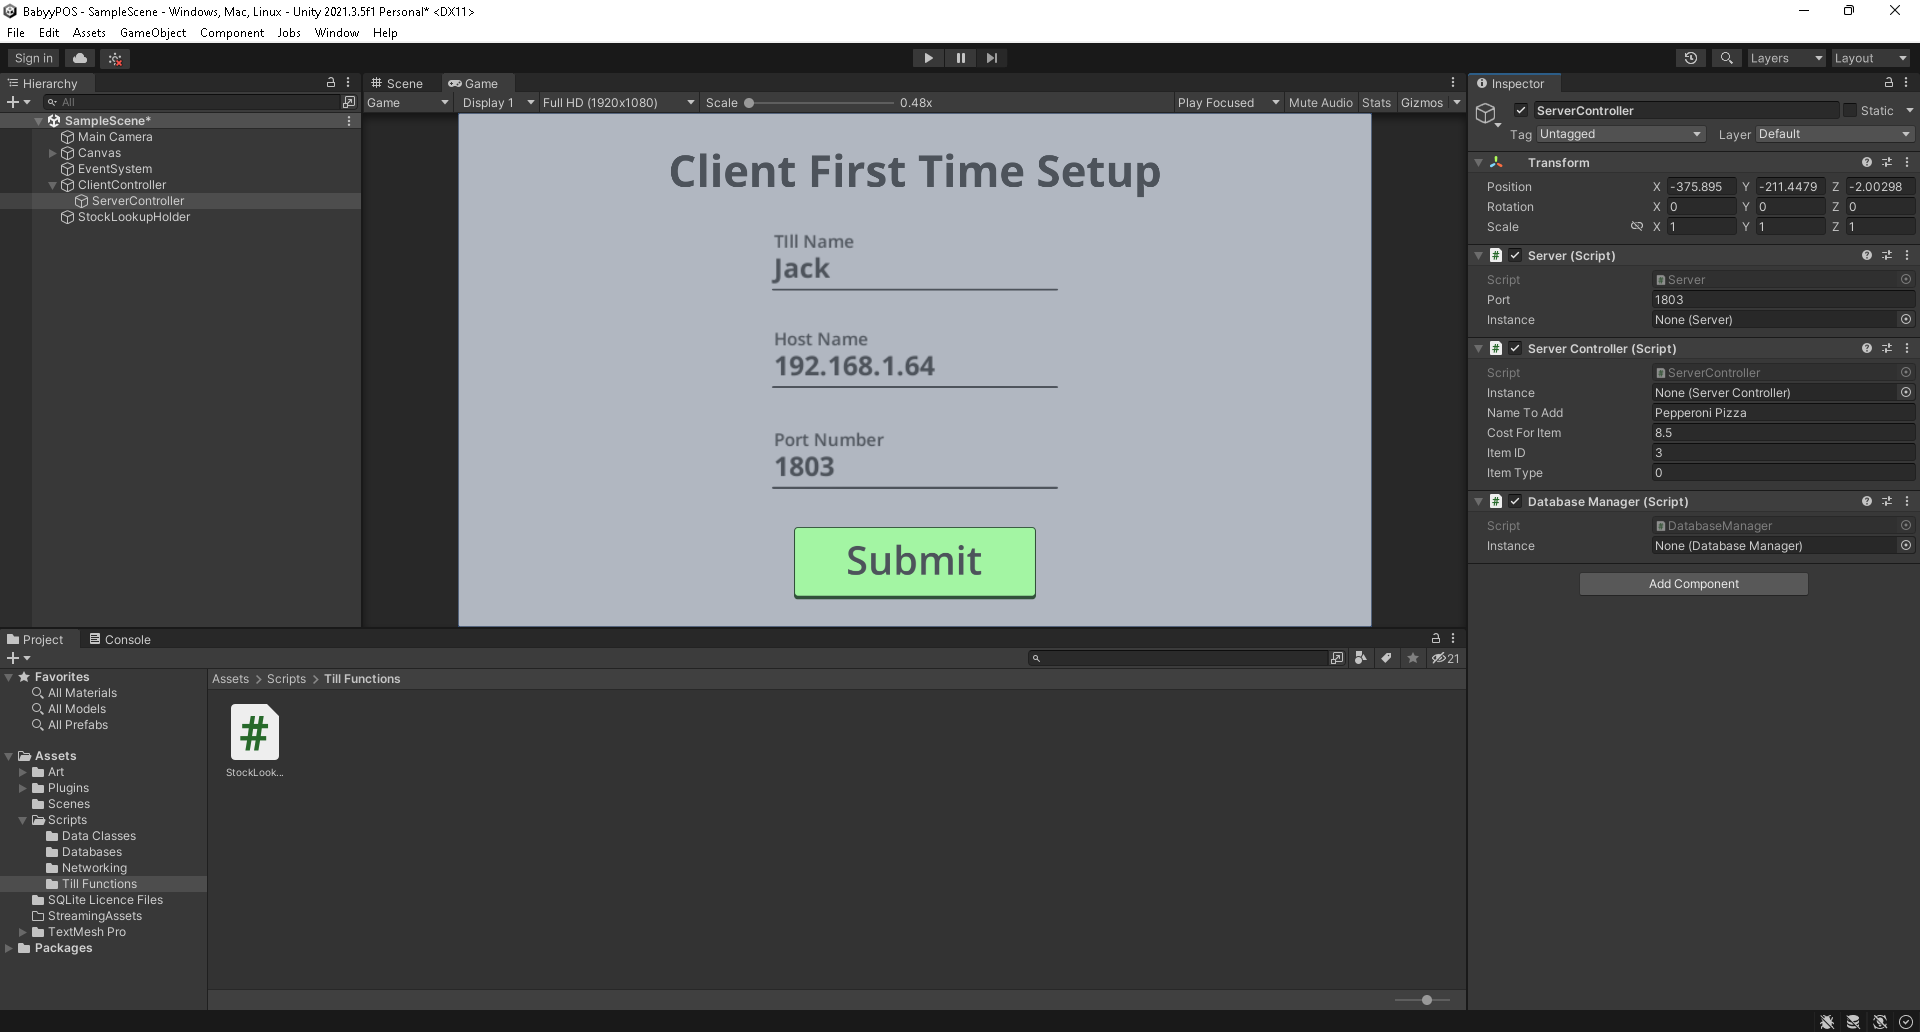 BabyyPOS - SampleScene - Windows, Mac, Linux - Unity 2021.3.5f1 Personal* <DX11>
File Edit Assets GameObject Component Jobs Window Help
Sign in
Layers
Layout
Hierarchy
All
SampleScene*
Main Camera
Canvas
EventSystem
ClientController
ServerController
StockLookupHolder
Scene
Game
Game
Display 1
Full HD (1920x1080)
Scale
0.48x
Play Focused
Mute Audio
Stats
Gizmos
Client First Time Setup
TIll Name
Jack
Host Name
192.168.1.64
Port Number
1803
Submit
Inspector
ServerController
Static
Tag Untagged
Layer Default
Transform
Position X -375.895 Y -211.4479 Z -2.00298
Rotation X 0 Y 0 Z 0
Scale X 1 Y 1 Z 1
Server (Script)
Script Server
Port 1803
Instance None (Server)
Server Controller (Script)
Script ServerController
Instance None (Server Controller)
Name To Add Pepperoni Pizza
Cost For Item 8.5
Item ID 3
Item Type 0
Database Manager (Script)
Script DatabaseManager
Instance None (Database Manager)
Add Component
Project
Console
21
Favorites
All Materials
All Models
All Prefabs
Assets
Art
Plugins
Scenes
Scripts
Data Classes
Databases
Networking
Till Functions
SQLite Licence Files
StreamingAssets
TextMesh Pro
Packages
Assets > Scripts > Till Functions
#
StockLook...